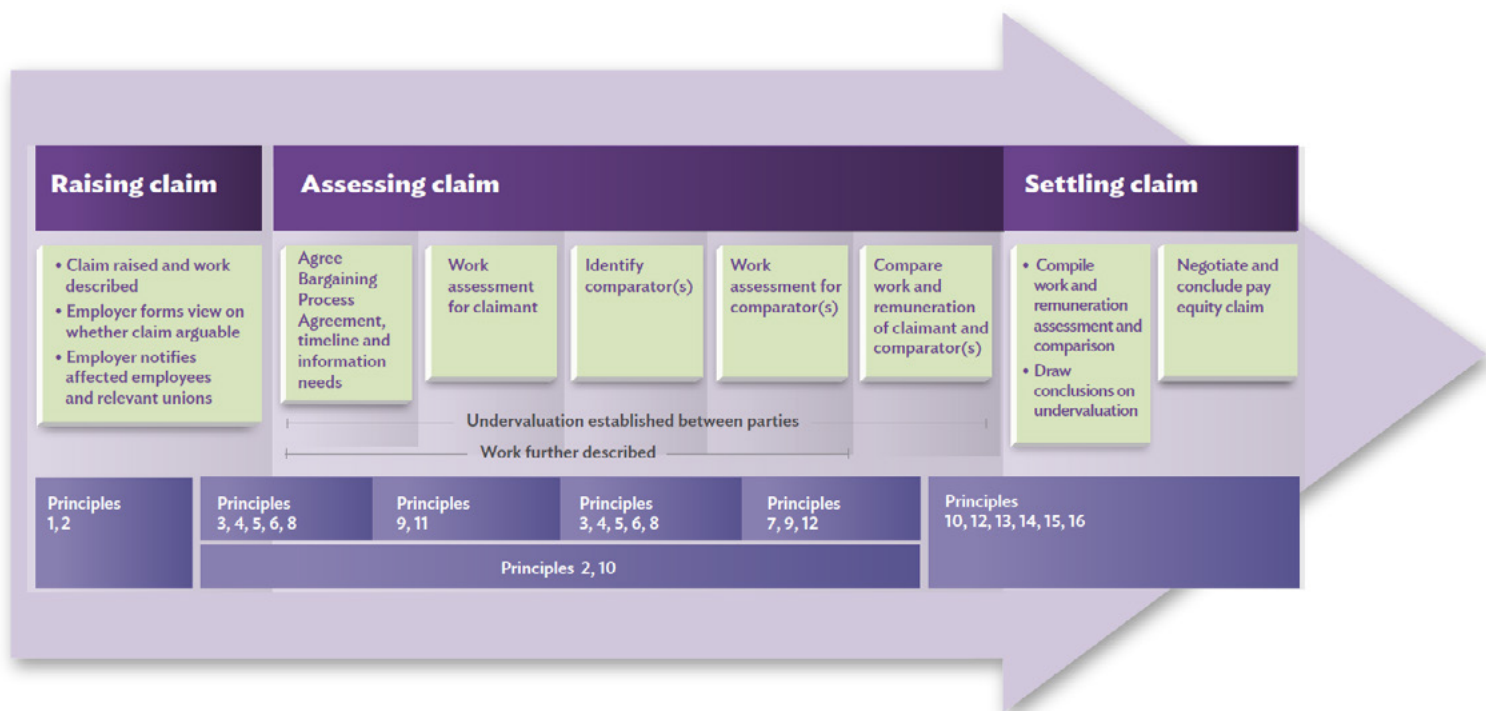 Raising claim
Assessing claim
Settling claim
• Claim raised and work
described
• Employer forms view on
whether claim arguable
• Employer notifies
affected employees
and relevant unions
Agree
Bargaining
Process
Agreement,
timeline and
information
needs
Work
assessment
for claimant
Identify
comparator(s)
Work
assessment for
comparator(s)
Compare
work and
remuneration
of claimant and
comparator(s)
• Compile
work and
remuneration
assessment and
comparison
• Draw
conclusions on
undervaluation
Negotiate and
conclude pay
equity claim
Undervaluation established between parties
Work further described
Principles
1, 2
Principles
3, 4, 5, 6, 8
Principles
9, 11
Principles
3, 4, 5, 6, 8
Principles
7, 9, 12
Principles
10, 12, 13, 14, 15, 16
Principles 2, 10